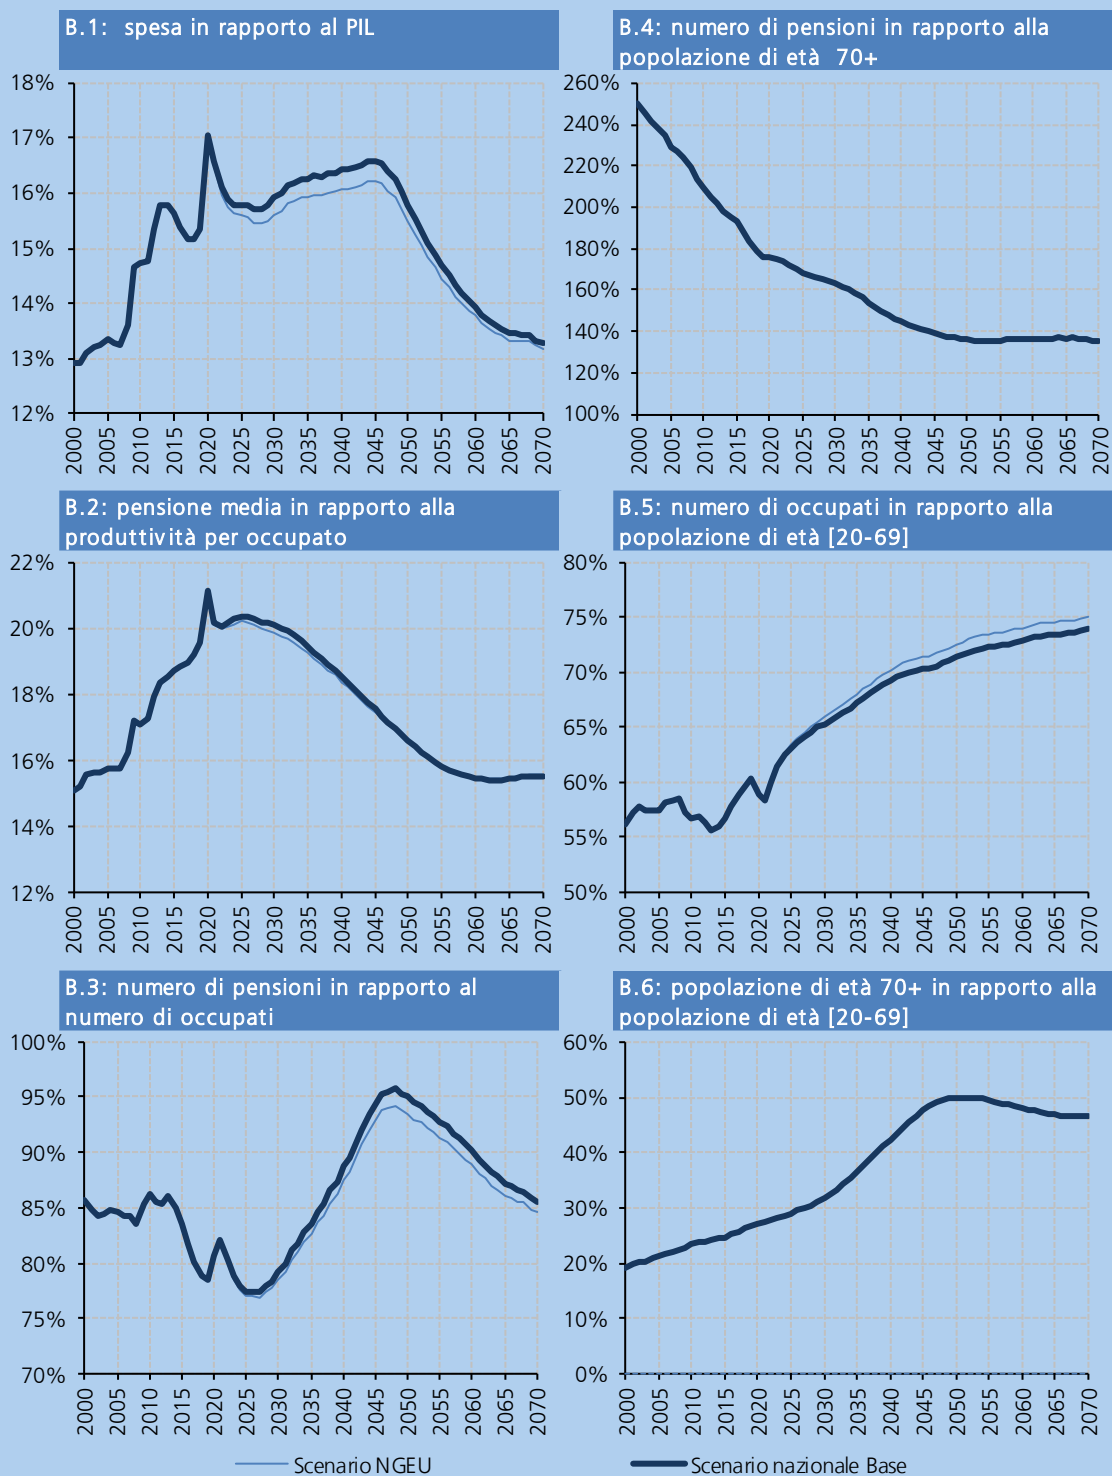 B.1: spesa in rapporto al PIL
18%
17%
16%
15%
14%
13%
12%
2000 2005 2010 2015 2020 2025 2030 2035 2040 2045 2050 2055 2060 2065 2070
B.4: numero di pensioni in rapporto alla
popolazione di età 70+
260%
240%
220%
200%
180%
160%
140%
120%
100%
2000 2005 2010 2015 2020 2025 2030 2035 2040 2045 2050 2055 2060 2065 2070
B.2: pensione media in rapporto alla
produttività per occupato
22%
20%
18%
16%
14%
12%
2000 2005 2010 2015 2020 2025 2030 2035 2040 2045 2050 2055 2060 2065 2070
B.5: numero di occupati in rapporto alla
popolazione di età [20-69]
80%
75%
70%
65%
60%
55%
50%
2000 2005 2010 2015 2020 2025 2030 2035 2040 2045 2050 2055 2060 2065 2070
B.3: numero di pensioni in rapporto al
numero di occupati
100%
95%
90%
85%
80%
75%
70%
2000 2005 2010 2015 2020 2025 2030 2035 2040 2045 2050 2055 2060 2065 2070
B.6: popolazione di età 70+ in rapporto alla
popolazione di età [20-69]
60%
50%
40%
30%
20%
10%
0%
2000 2005 2010 2015 2020 2025 2030 2035 2040 2045 2050 2055 2060 2065 2070
Scenario NGEU
Scenario nazionale Base